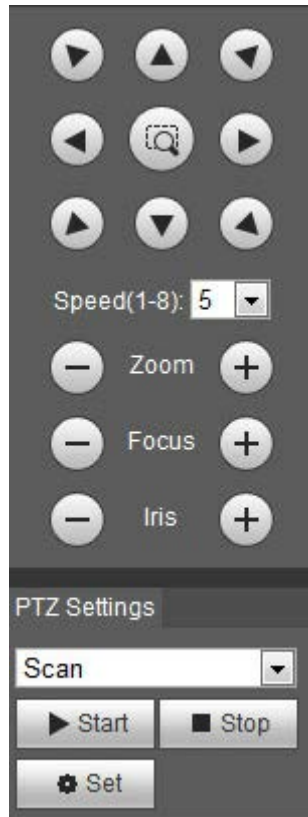 Speed(1-8): 5
Zoom
Focus
Iris
PTZ Settings
Scan
Start Stop
Set